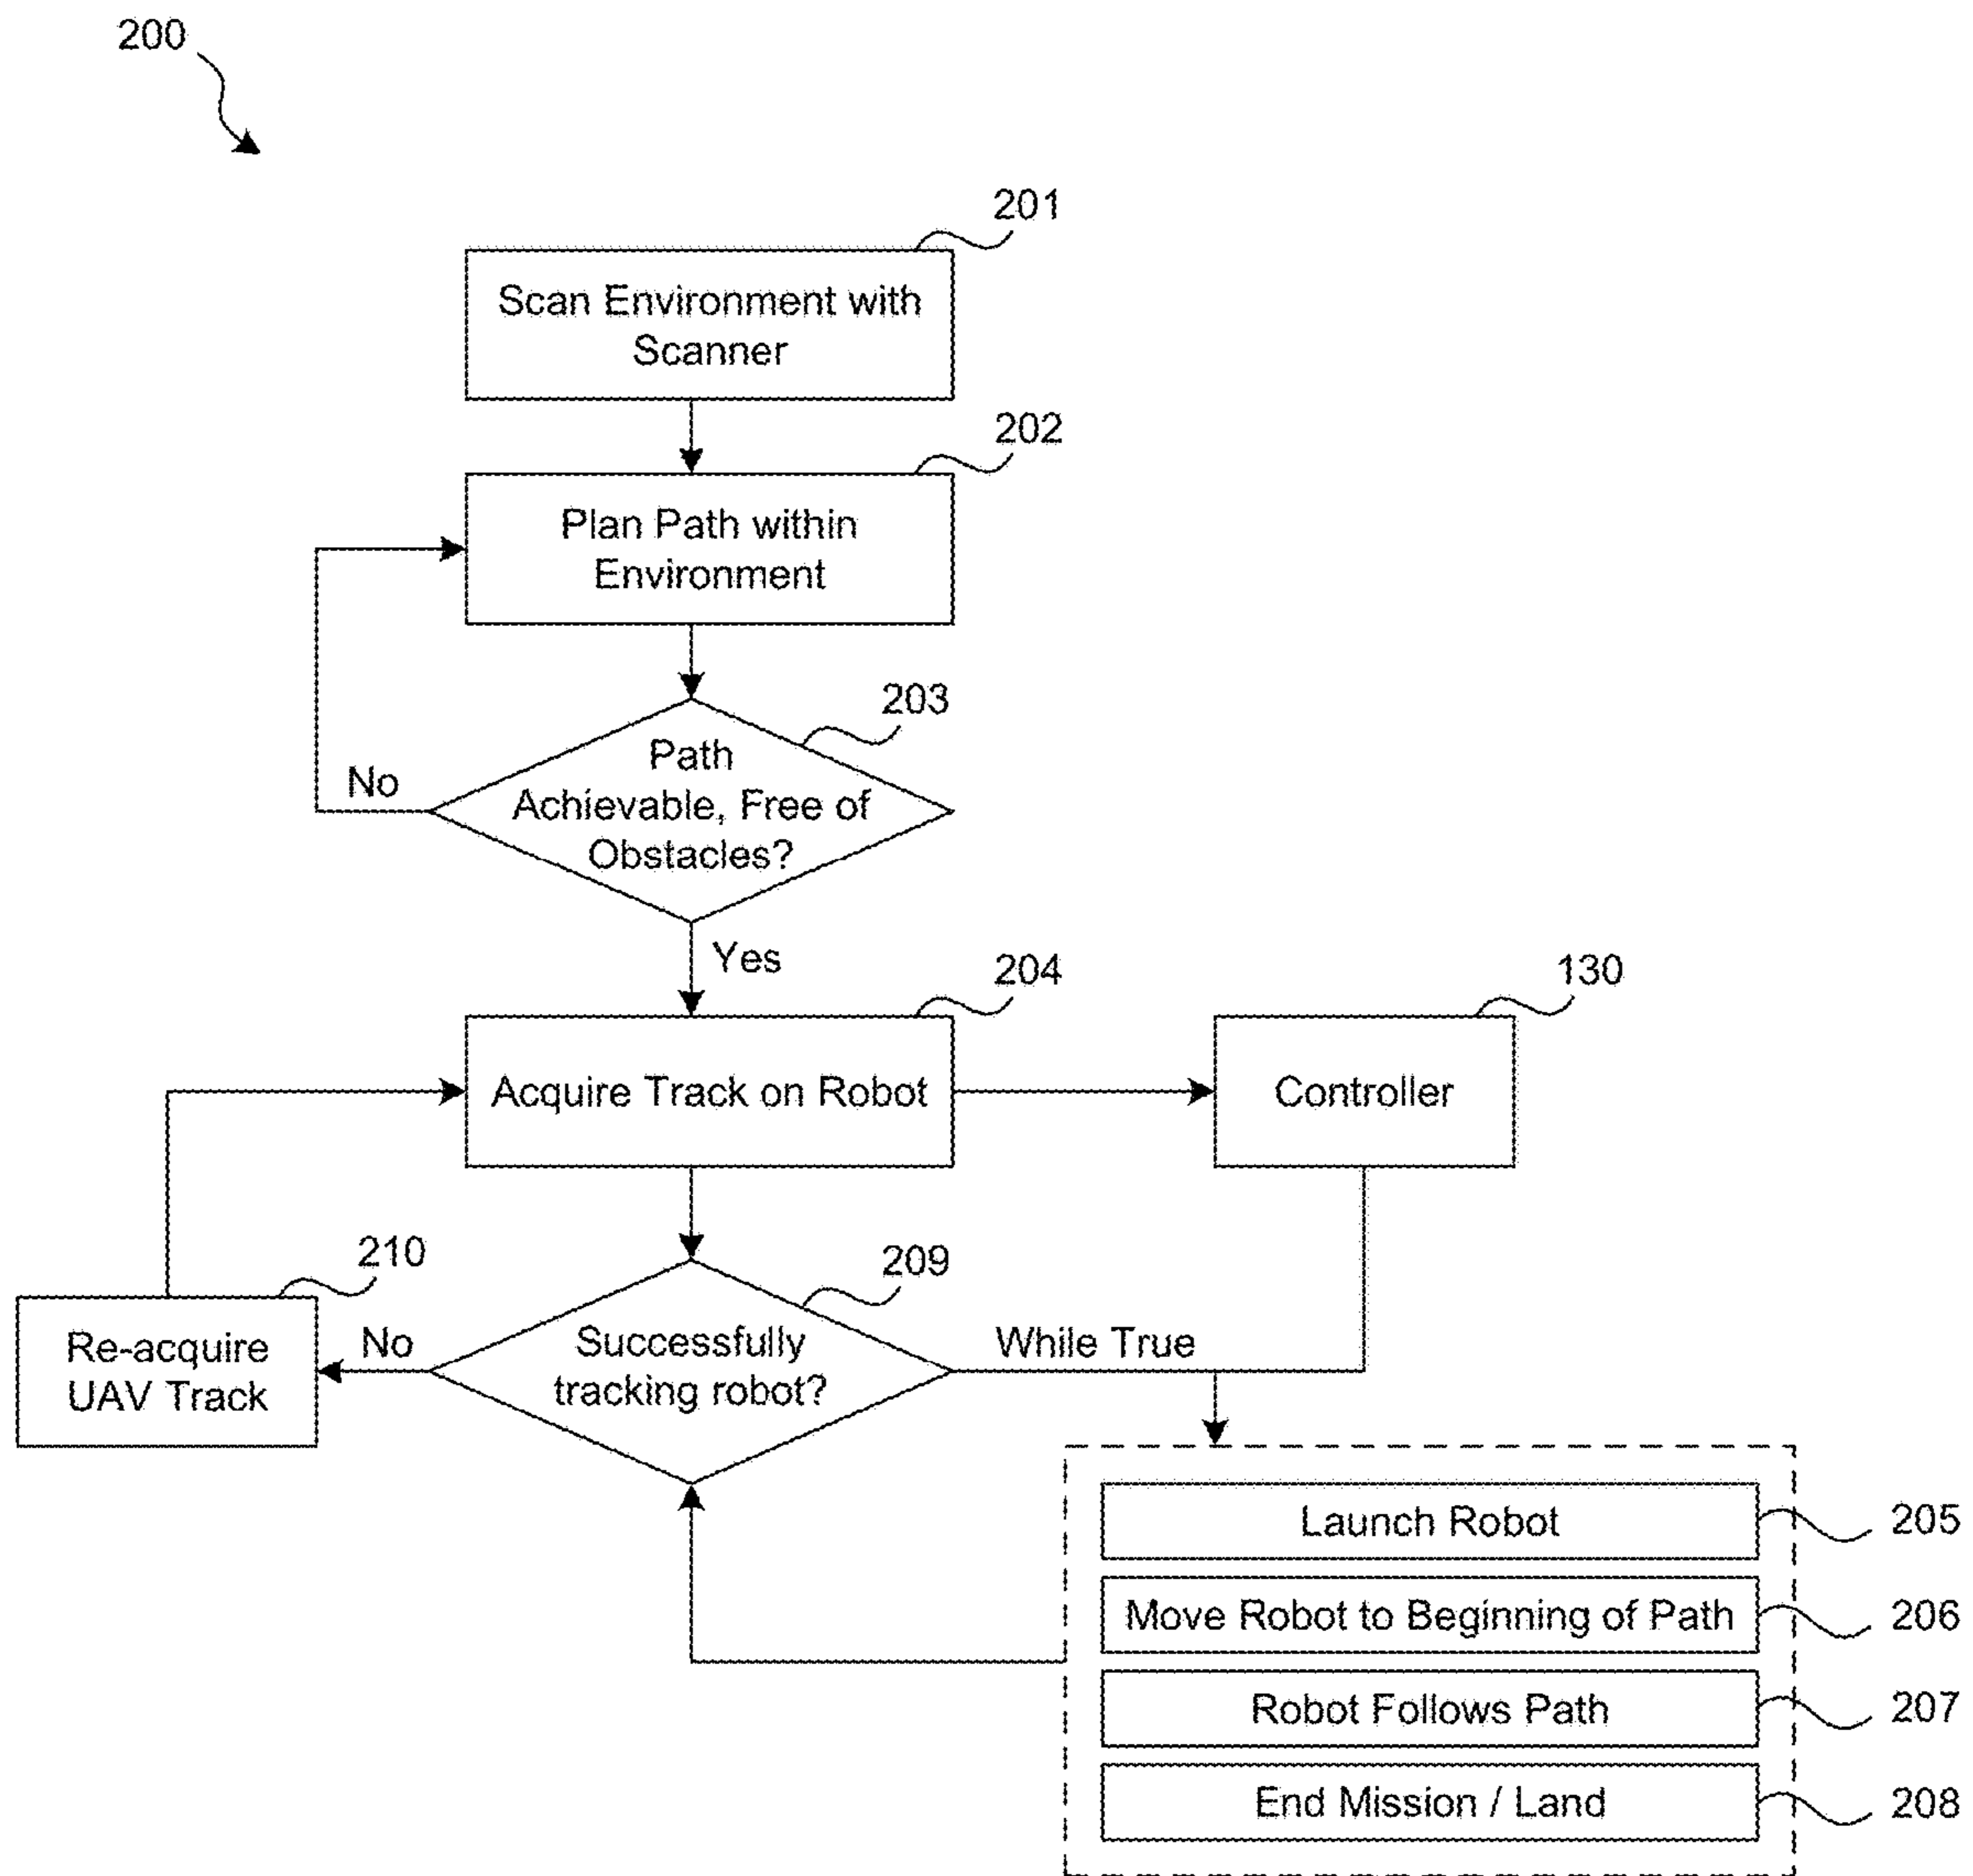 200
201
Scan Environment with
Scanner
202
Plan Path within
Environment
203
Path
Achievable, Free of
Obstacles?
No
Yes
204
130
Acquire Track on Robot
Controller
210
209
Re-acquire
UAV Track
No
Successfully
tracking robot?
While True
Launch Robot
205
Move Robot to Beginning of Path
206
Robot Follows Path
207
End Mission / Land
208